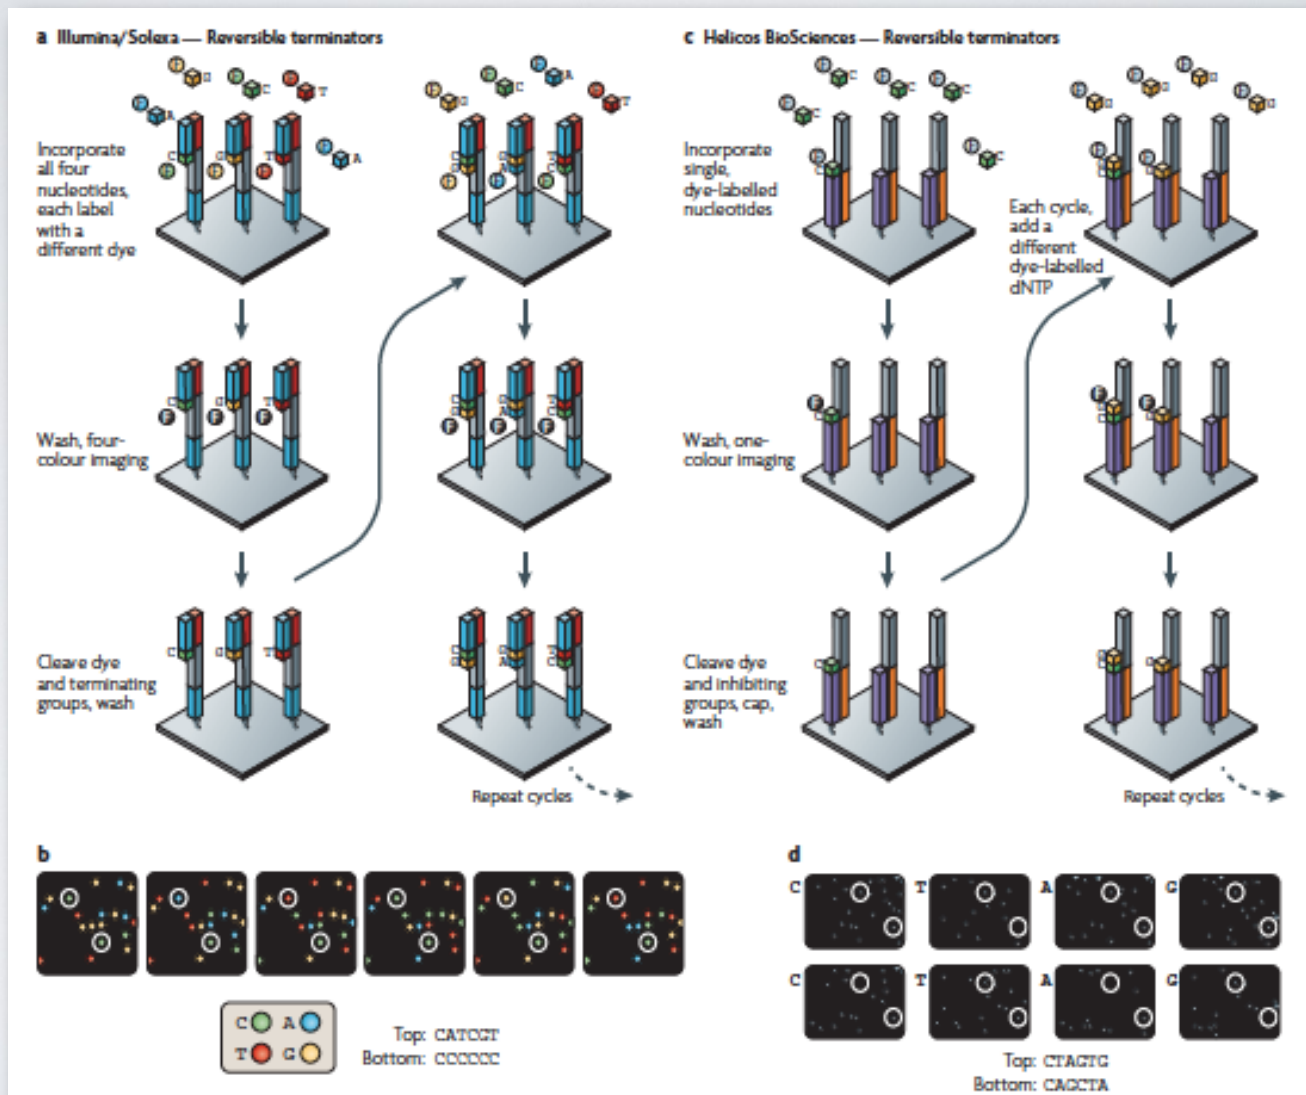 a Illumina/Solexa — Reversible terminators
G
C
T
A
A
C
G
T
G
C
A
T
Incorporate
all four
nucleotides,
each label
with a
different dye
Wash, four-
colour imaging
C
G
T
F
F
F
Cleave dye
and terminating
groups, wash
C
G
T
Repeat cycles
c Helicos BioSciences — Reversible terminators
C
C
C
C
C
G
G
G
G
Incorporate
single,
dye-labelled
nucleotides
Each cycle,
add a
different
dye-labelled
dNTP
Wash, one-
colour imaging
F
F
F
Cleave dye
and inhibiting
groups, cap,
wash
Repeat cycles
b
C A
T G
Top: CATCGT
Bottom: CCCCCC
d
C T A G
C T A G
Top: CTAGTG
Bottom: CAGCTA